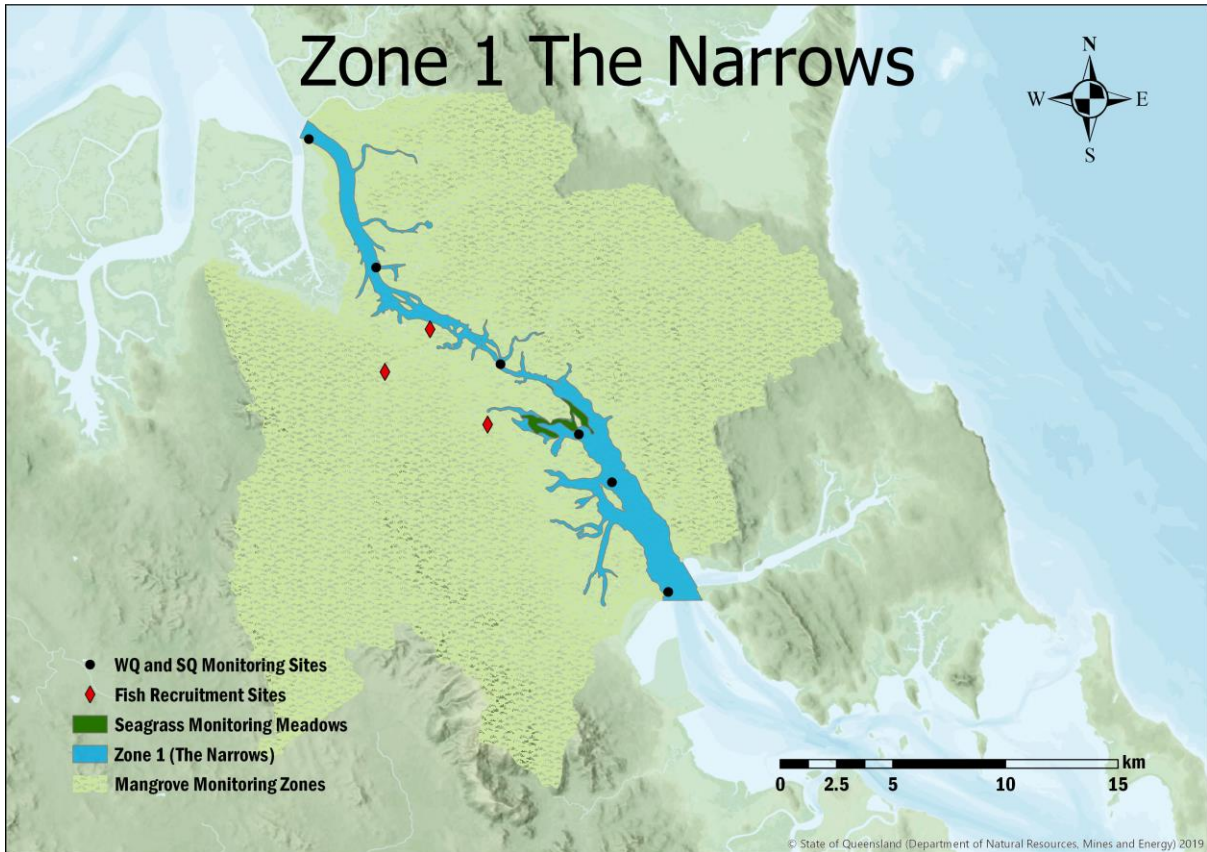 Zone 1 The Narrows
N
W E
S
WQ and SQ Monitoring Sites
Fish Recruitment Sites
Seagrass Monitoring Meadows
Zone 1 (The Narrows)
Mangrove Monitoring Zones
km
0 2.5 5 10 15
© State of Queensland (Department of Natural Resources, Mines and Energy) 2019